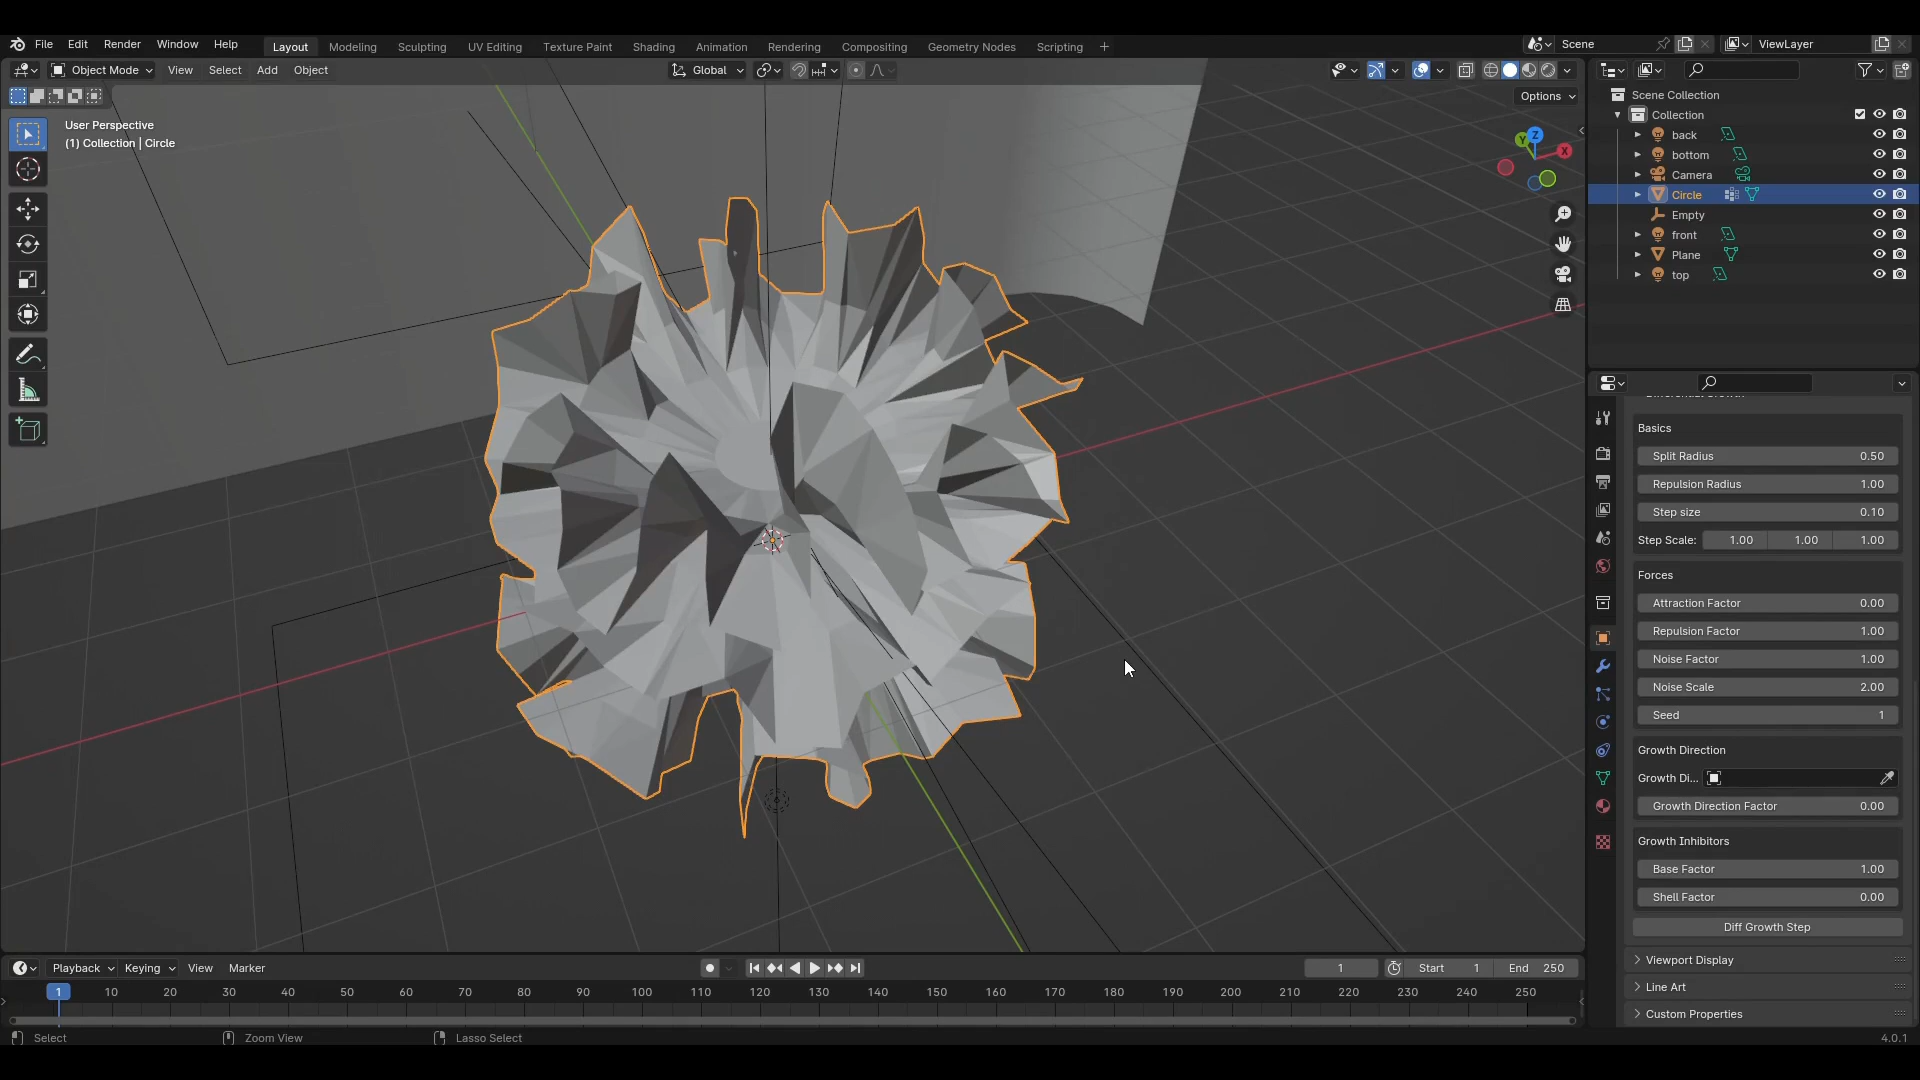 File Edit Render Window Help Layout Modeling Sculpting UV Editing Texture Paint Shading Animation Rendering Compositing Geometry Nodes Scripting + Scene ViewLayer
Object Mode View Select Add Object Global
Options
User Perspective
(1) Collection | Circle
Z
Y
X
Scene Collection
Collection
back
bottom
Camera
Circle
Empty
front
Plane
top
Basics
Split Radius 0.50
Repulsion Radius 1.00
Step size 0.10
Step Scale: 1.00 1.00 1.00
Forces
Attraction Factor 0.00
Repulsion Factor 1.00
Noise Factor 1.00
Noise Scale 2.00
Seed 1
Growth Direction
Growth Di...
Growth Direction Factor 0.00
Growth Inhibitors
Base Factor 1.00
Shell Factor 0.00
Diff Growth Step
Viewport Display
Line Art
Custom Properties
Playback Keying View Marker 1 Start 1 End 250
1 10 20 30 40 50 60 70 80 90 100 110 120 130 140 150 160 170 180 190 200 210 220 230 240 250
Select Zoom View Lasso Select 4.0.1